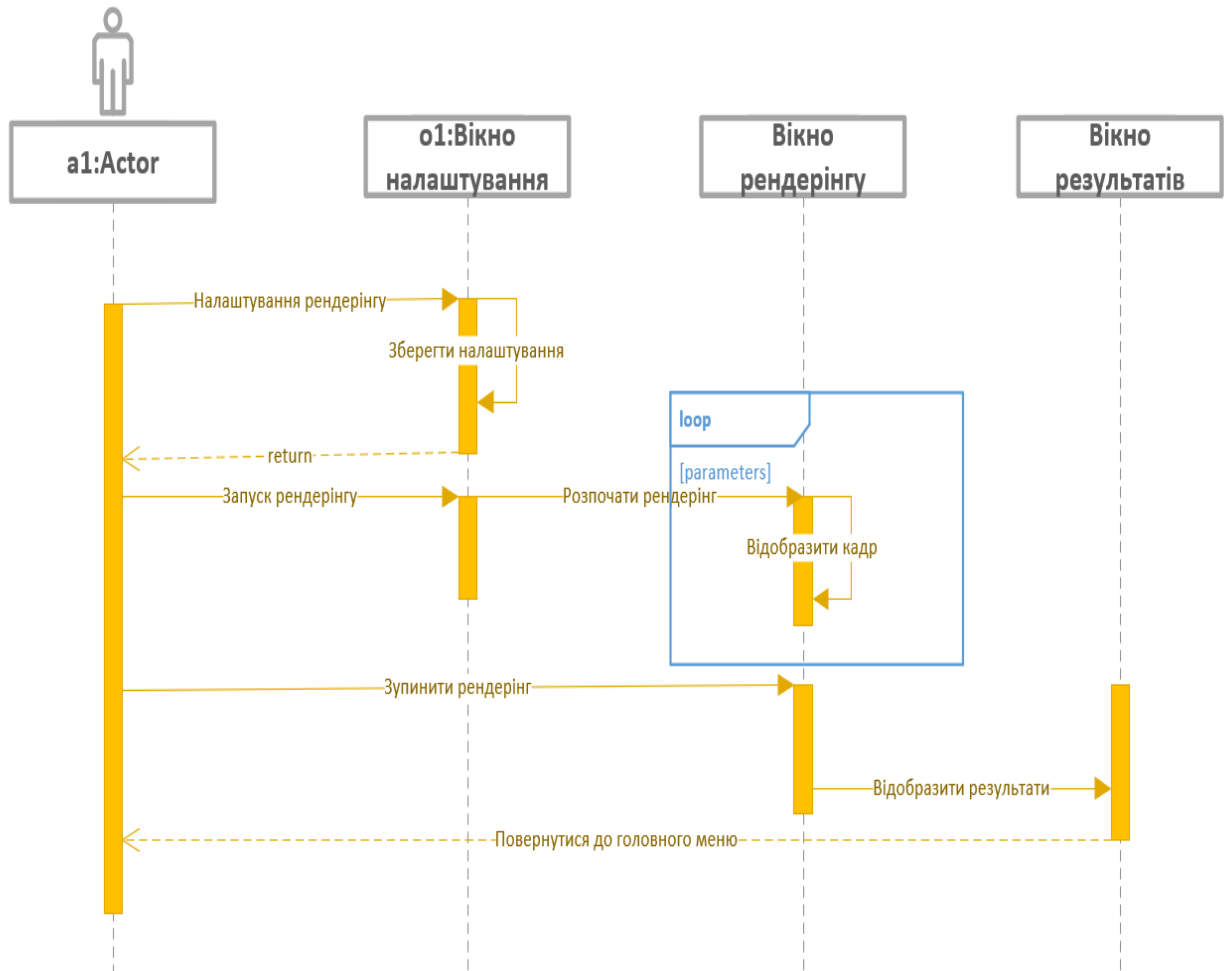 a1:Actor
o1:Вікно
налаштування
Вікно
рендерінгу
Вікно
результатів
Налаштування рендерінгу
Зберегти налаштування
loop
return
[parameters]
Запуск рендерінгу
Розпочати рендерінг
Відобразити кадр
Зупинити рендерінг
Відобразити результати
Повернутися до головного меню